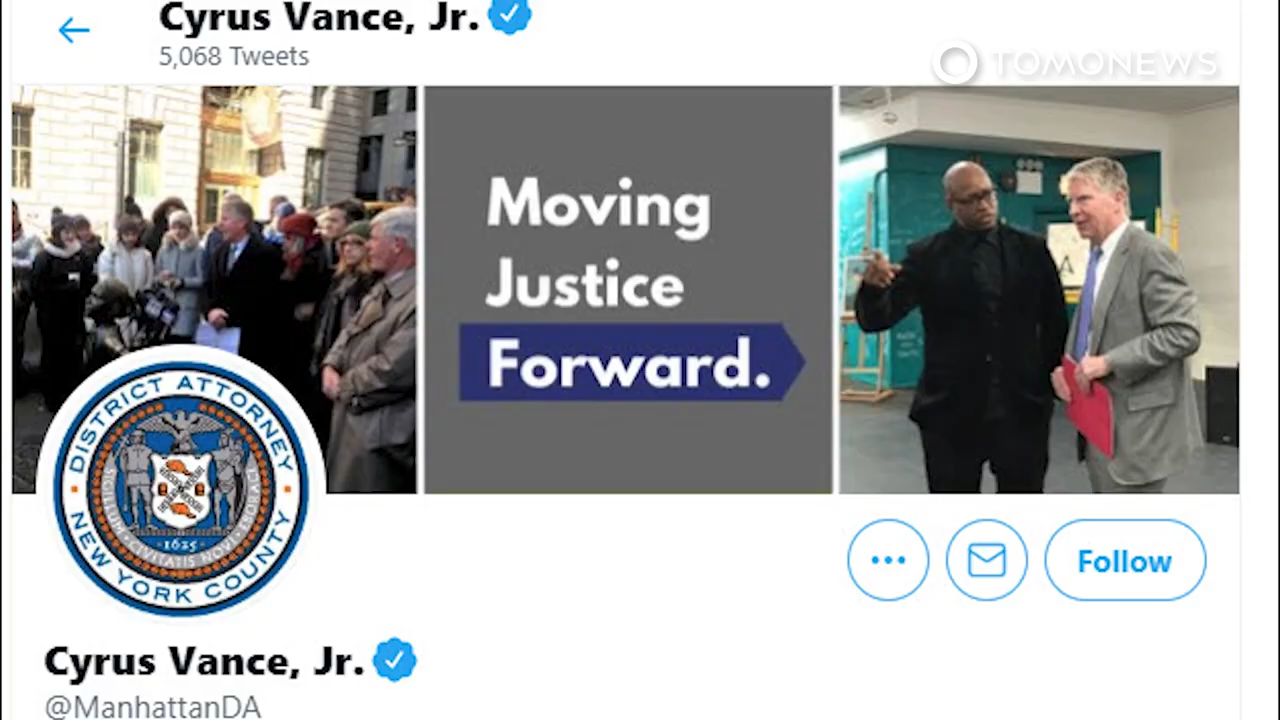 Cyrus Vance, Jr.
5,068 Tweets
TOMONEWS
Moving
Justice
Forward.
DISTRICT ATTORNEY
NEW YORK COUNTY
1625
Follow
Cyrus Vance, Jr.
@ManhattanDA